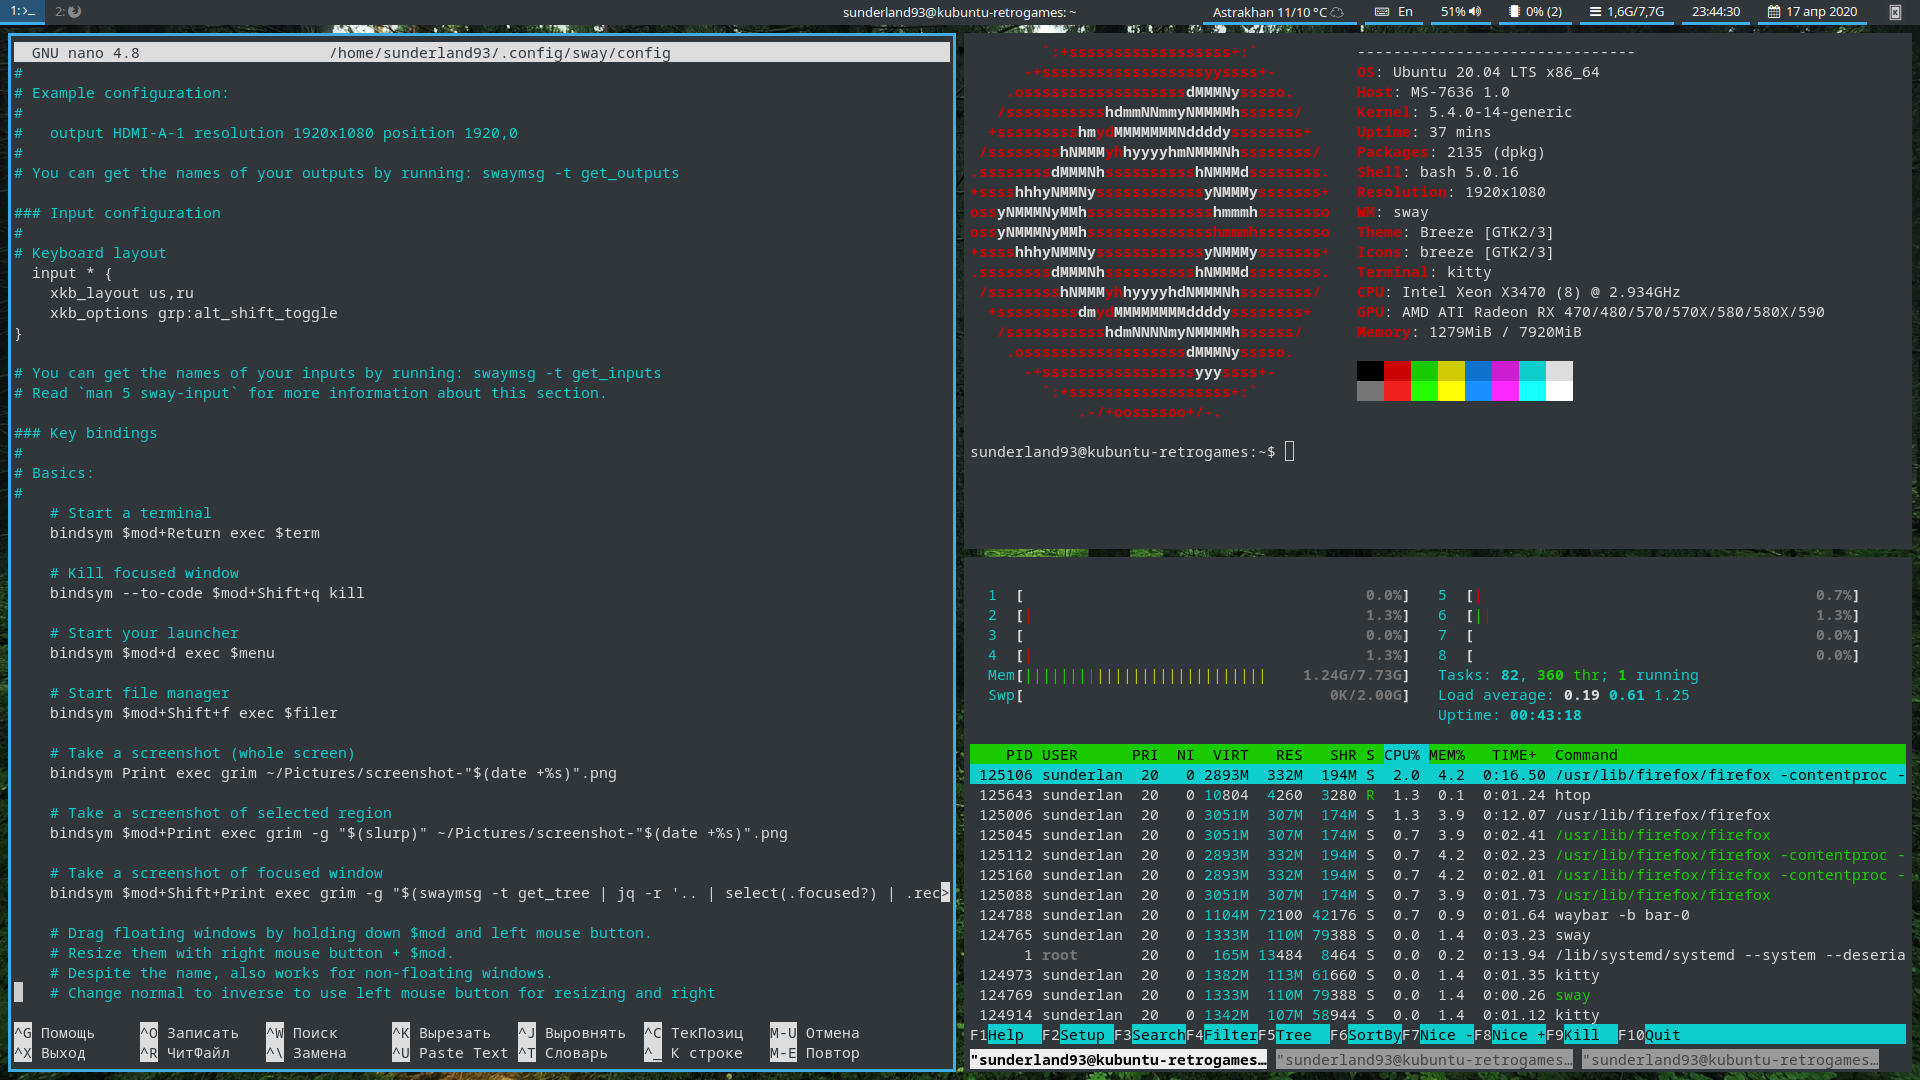 1:>_ 2:
sunderland93@kubuntu-retrogames: ~
Astrakhan 11/10 °C En 51% 0% (2) 1,6G/7,7G 23:44:30 17 апр 2020
GNU nano 4.8 /home/sunderland93/.config/sway/config
#
# Example configuration:
#
#   output HDMI-A-1 resolution 1920x1080 position 1920,0
#
# You can get the names of your outputs by running: swaymsg -t get_outputs
### Input configuration
#
# Keyboard layout
  input * {
    xkb_layout us,ru
    xkb_options grp:alt_shift_toggle
}
# You can get the names of your inputs by running: swaymsg -t get_inputs
# Read `man 5 sway-input` for more information about this section.
### Key bindings
#
# Basics:
#
    # Start a terminal
    bindsym $mod+Return exec $term
    # Kill focused window
    bindsym --to-code $mod+Shift+q kill
    # Start your launcher
    bindsym $mod+d exec $menu
    # Start file manager
    bindsym $mod+Shift+f exec $filer
    # Take a screenshot (whole screen)
    bindsym Print exec grim ~/Pictures/screenshot-"$(date +%s)".png
    # Take a screenshot of selected region
    bindsym $mod+Print exec grim -g "$(slurp)" ~/Pictures/screenshot-"$(date +%s)".png
    # Take a screenshot of focused window
    bindsym $mod+Shift+Print exec grim -g "$(swaymsg -t get_tree | jq -r '.. | select(.focused?) | .rec>
    # Drag floating windows by holding down $mod and left mouse button.
    # Resize them with right mouse button + $mod.
    # Despite the name, also works for non-floating windows.
    # Change normal to inverse to use left mouse button for resizing and right
^G Помощь ^O Записать ^W Поиск ^K Вырезать ^J Выровнять ^C ТекПозиц M-U Отмена
^X Выход ^R ЧитФайл ^\ Замена ^U Paste Text ^T Словарь ^_ К строке M-E Повтор
`:+ssssssssssssssssss+:`
-+ssssssssssssssssssyyssss+-
.ossssssssssssssssssdMMMNysssso.
/ssssssssssshdmmNNmmyNMMMMhssssss/
+ssssssssshmydMMMMMMMNddddyssssssss+
/sssssssshNMMMyhhyyyyhmNMMMNhssssssss/
.ssssssssdMMMNhsssssssssshNMMMdssssssss.
+sssshhhyNMMNyssssssssssssyNMMMysssssss+
ossyNMMMNyMMhsssssssssssssshmmmhssssssso
ossyNMMMNyMMhsssssssssssssshmmmhssssssso
+sssshhhyNMMNyssssssssssssyNMMMysssssss+
.ssssssssdMMMNhsssssssssshNMMMdssssssss.
/sssssssshNMMMyhhyyyyhdNMMMNhssssssss/
+sssssssssdmydMMMMMMMMddddyssssssss+
/ssssssssssshdmNNNNmyNMMMMhssssss/
.ossssssssssssssssssdMMMNysssso.
-+sssssssssssssssssyyyssss+-
`:+ssssssssssssssssss+:`
.-/+oossssoo+/-.
-------------------------------
OS: Ubuntu 20.04 LTS x86_64
Host: MS-7636 1.0
Kernel: 5.4.0-14-generic
Uptime: 37 mins
Packages: 2135 (dpkg)
Shell: bash 5.0.16
Resolution: 1920x1080
WM: sway
Theme: Breeze [GTK2/3]
Icons: breeze [GTK2/3]
Terminal: kitty
CPU: Intel Xeon X3470 (8) @ 2.934GHz
GPU: AMD ATI Radeon RX 470/480/570/570X/580/580X/590
Memory: 1279MiB / 7920MiB
sunderland93@kubuntu-retrogames:~$
1 [ 0.0%] 5 [| 0.7%]
2 [| 1.3%] 6 [|| 1.3%]
3 [ 0.0%] 7 [ 0.0%]
4 [| 1.3%] 8 [ 0.0%]
Mem[||||||||||||||||||||||||||| 1.24G/7.73G] Tasks: 82, 360 thr; 1 running
Swp[ 0K/2.00G] Load average: 0.19 0.61 1.25
Uptime: 00:43:18
PID USER PRI NI VIRT RES SHR S CPU% MEM% TIME+ Command
125106 sunderlan 20 0 2893M 332M 194M S 2.0 4.2 0:16.50 /usr/lib/firefox/firefox -contentproc -
125643 sunderlan 20 0 10804 4260 3280 R 1.3 0.1 0:01.24 htop
125006 sunderlan 20 0 3051M 307M 174M S 1.3 3.9 0:12.07 /usr/lib/firefox/firefox
125045 sunderlan 20 0 3051M 307M 174M S 0.7 3.9 0:02.41 /usr/lib/firefox/firefox
125112 sunderlan 20 0 2893M 332M 194M S 0.7 4.2 0:02.23 /usr/lib/firefox/firefox -contentproc -
125160 sunderlan 20 0 2893M 332M 194M S 0.7 4.2 0:02.01 /usr/lib/firefox/firefox -contentproc -
125088 sunderlan 20 0 3051M 307M 174M S 0.7 3.9 0:01.73 /usr/lib/firefox/firefox
124788 sunderlan 20 0 1104M 72100 42176 S 0.7 0.9 0:01.64 waybar -b bar-0
124765 sunderlan 20 0 1333M 110M 79388 S 0.0 1.4 0:03.23 sway
1 root 20 0 165M 13484 8464 S 0.0 0.2 0:13.94 /lib/systemd/systemd --system --deseria
124973 sunderlan 20 0 1382M 113M 61660 S 0.0 1.4 0:01.35 kitty
124769 sunderlan 20 0 1333M 110M 79388 S 0.0 1.4 0:00.26 sway
124914 sunderlan 20 0 1342M 107M 58944 S 0.0 1.4 0:01.12 kitty
F1Help F2Setup F3SearchF4FilterF5Tree F6SortByF7Nice -F8Nice +F9Kill F10Quit
"sunderland93@kubuntu-retrogames… "sunderland93@kubuntu-retrogames… "sunderland93@kubuntu-retrogames…